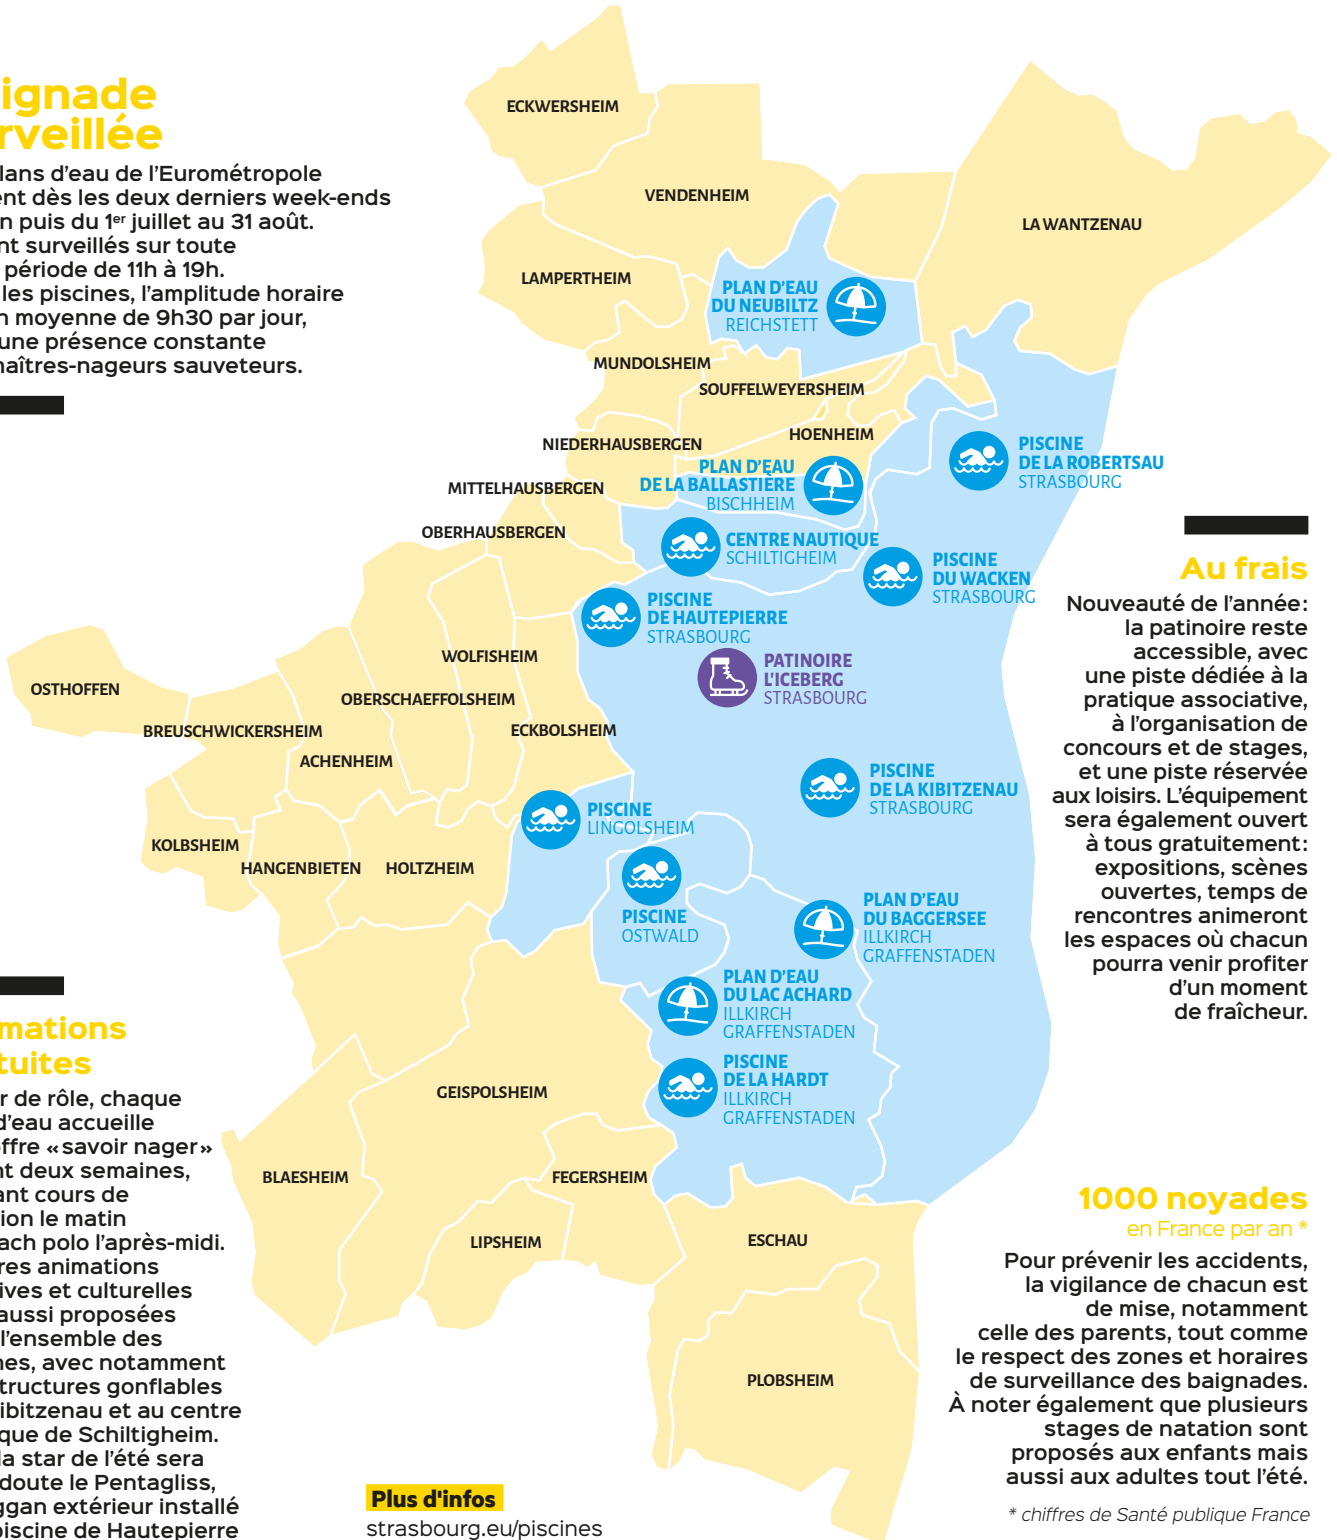 ignade
rveillée
lans d'eau de l'Eurométropole
ent dès les deux derniers week-ends
n puis du 1er juillet au 31 août.
nt surveillés sur toute
période de 11h à 19h.
les piscines, l'amplitude horaire
n moyenne de 9h30 par jour,
une présence constante
naîtres-nageurs sauveteurs.
ECKWERSHEIM
VENDENHEIM
LA WANTZENAU
LAMPERTHEIM
PLAN D'EAU
DU NEUBILTZ
REICHSTETT
MUNDOLSHEIM
SOUFFELWEYERSHEIM
HOENHEIM
NIEDERHAUSBERGEN
PISCINE
DE LA ROBERTSAU
STRASBOURG
PLAN D'EAU
DE LA BALLASTIÈRE
BISCHHEIM
MITTELHAUSBERGEN
OBERHAUSBERGEN
CENTRE NAUTIQUE
SCHILTIGHEIM
PISCINE
DU WACKEN
STRASBOURG
PISCINE
DE HAUTEPIERRE
STRASBOURG
PATINOIRE
L'ICEBERG
STRASBOURG
WOLFISHEIM
OSTHOFFEN
OBERSCHAEFFOLSHEIM
BREUSCHWICKERSHEIM
ECKBOLSHEIM
ACHENHEIM
PISCINE
DE LA KIBITZENAU
STRASBOURG
PISCINE
LINGOLSHEIM
KOLBSHEIM
HANGENBIETEN
HOLTZHEIM
PISCINE
OSTWALD
PLAN D'EAU
DU BAGGERSEE
ILLKIRCH
GRAFFENSTADEN
PLAN D'EAU
DU LAC ACHARD
ILLKIRCH
GRAFFENSTADEN
PISCINE
DE LA HARDT
ILLKIRCH
GRAFFENSTADEN
GEISPOLSHEIM
BLAESHEIM
FEGERSHEIM
LIPSHEIM
ESCHAU
PLOBSHEIM
Au frais
Nouveauté de l'année:
la patinoire reste
accessible, avec
une piste dédiée à la
pratique associative,
à l'organisation de
concours et de stages,
et une piste réservée
aux loisirs. L'équipement
sera également ouvert
à tous gratuitement:
expositions, scènes
ouvertes, temps de
rencontres animeront
les espaces où chacun
pourra venir profiter
d'un moment
de fraîcheur.
mations
tuites
r de rôle, chaque
d'eau accueille
offre «savoir nager»
nt deux semaines,
ant cours de
ion le matin
ach polo l'après-midi.
res animations
ives et culturelles
aussi proposées
l'ensemble des
nes, avec notamment
structures gonflables
ibitzenau et au centre
que de Schiltigheim.
la star de l'été sera
doute le Pentagliss,
ggan extérieur installé
piscine de Hautepierre
1000 noyades
en France par an *
Pour prévenir les accidents,
la vigilance de chacun est
de mise, notamment
celle des parents, tout comme
le respect des zones et horaires
de surveillance des baignades.
À noter également que plusieurs
stages de natation sont
proposés aux enfants mais
aussi aux adultes tout l'été.
* chiffres de Santé publique France
Plus d'infos
strasbourg.eu/piscines